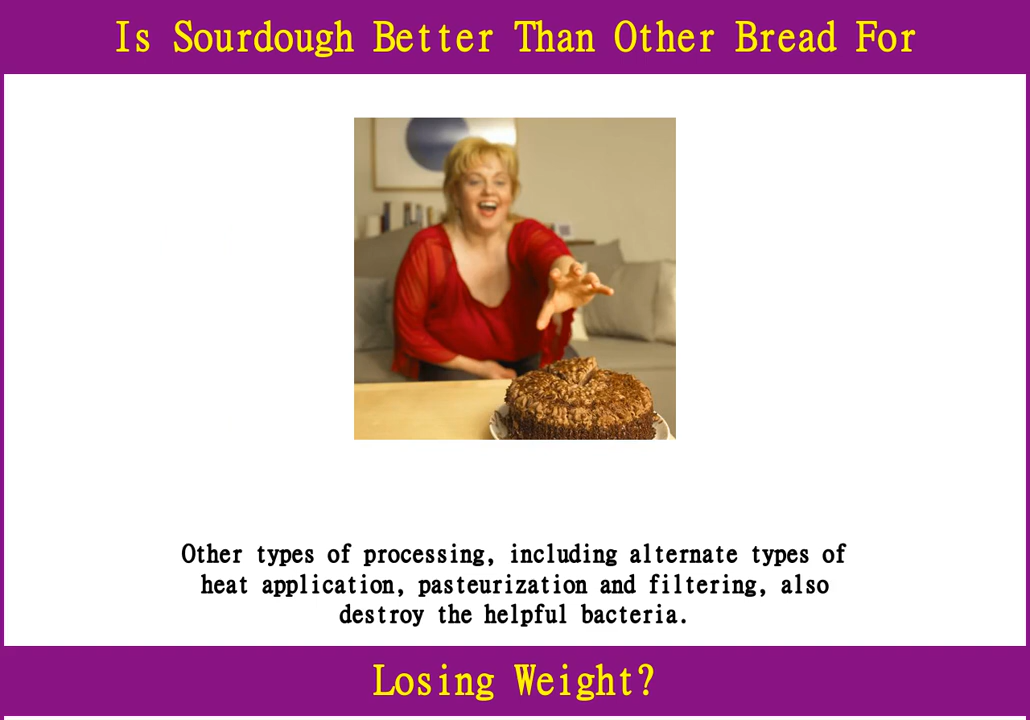 Is Sourdough Better Than Other Bread For
Other types of processing, including alternate types of
heat application, pasteurization and filtering, also
destroy the helpful bacteria.
Losing Weight?